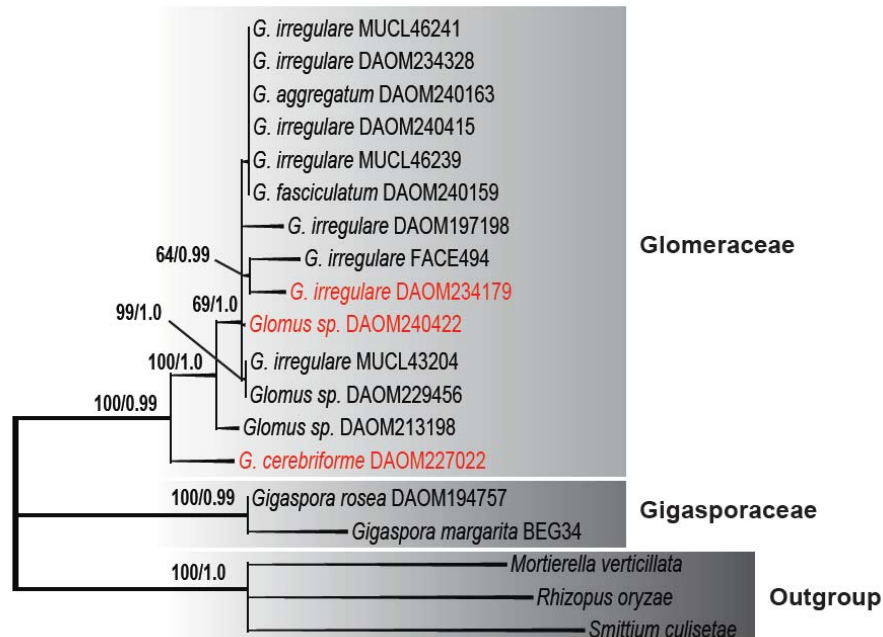 G. irregulare MUCL46241
G. irregulare DAOM234328
G. aggregatum DAOM240163
G. irregulare DAOM240415
G. irregulare MUCL46239
G. fasciculatum DAOM240159
G. irregulare DAOM197198
64/0.99
G. irregulare FACE494
Glomeraceae
G. irregulare DAOM234179
69/1.0
99/1.0
Glomus sp. DAOM240422
100/1.0
G. irregulare MUCL43204
Glomus sp. DAOM229456
100/0.99
Glomus sp. DAOM213198
G. cerebriforme DAOM227022
100/0.99
Gigaspora rosea DAOM194757
Gigasporaceae
Gigaspora margarita BEG34
100/1.0
Mortierella verticillata
Rhizopus oryzae
Outgroup
Smittium culisetae